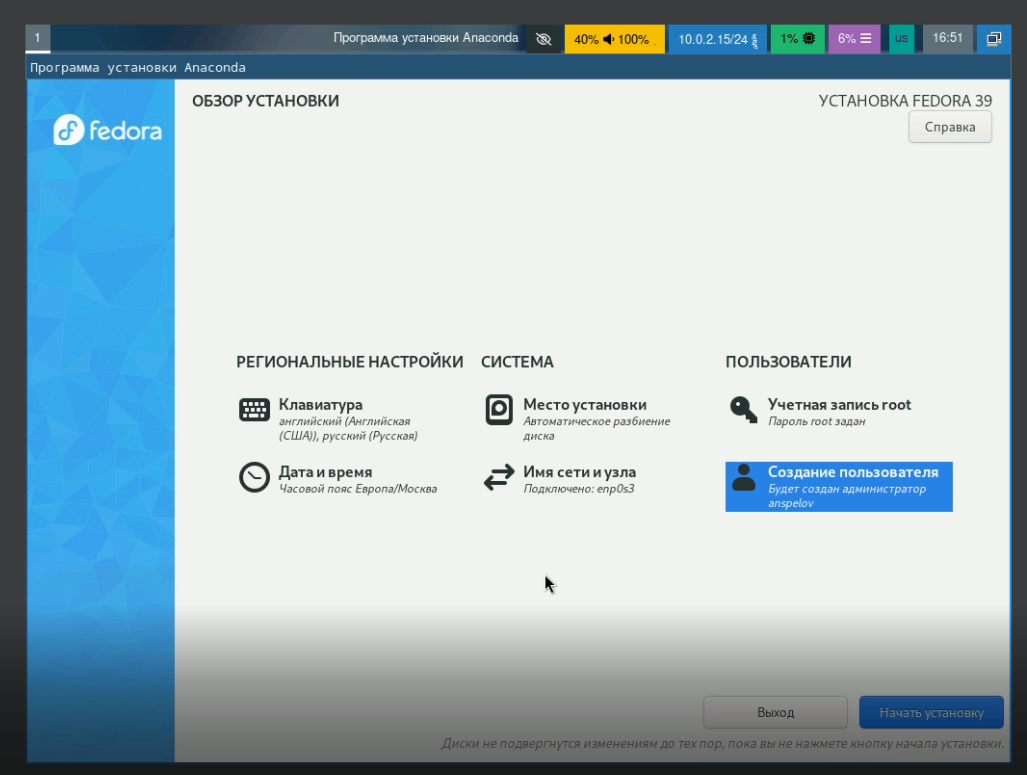 1
Программа установки Anaconda
40% 100%
10.0.2.15/24
1%
6%
us
16:51
Программа установки Anaconda
fedora
ОБЗОР УСТАНОВКИ
УСТАНОВКА FEDORA 39
Справка
РЕГИОНАЛЬНЫЕ НАСТРОЙКИ
Клавиатура
английский (Английская
(США)), русский (Русская)
Дата и время
Часовой пояс Европа/Москва
СИСТЕМА
Место установки
Автоматическое разбиение
диска
Имя сети и узла
Подключено: enp0s3
ПОЛЬЗОВАТЕЛИ
Учетная запись root
Пароль root задан
Создание пользователя
Будет создан администратор
anspelov
Выход
Начать установку
Диски не подвергнутся изменениям до тех пор, пока вы не нажмете кнопку начала установки.